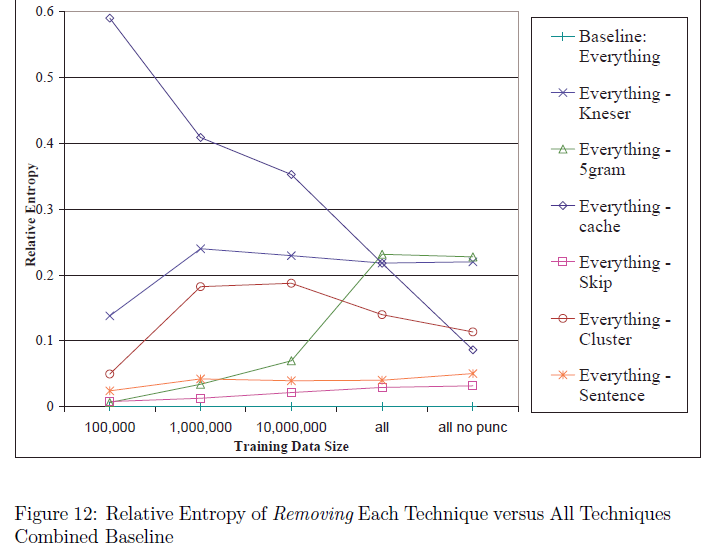 0.6
0.5
0.4
0.3
0.2
0.1
0
Relative Entropy
100,000
1,000,000
10,000,000
all
all no punc
Training Data Size
Baseline:
Everything
Everything -
Kneser
Everything -
5gram
Everything -
cache
Everything -
Skip
Everything -
Cluster
Everything -
Sentence
Figure 12: Relative Entropy of Removing Each Technique versus All Techniques
Combined Baseline